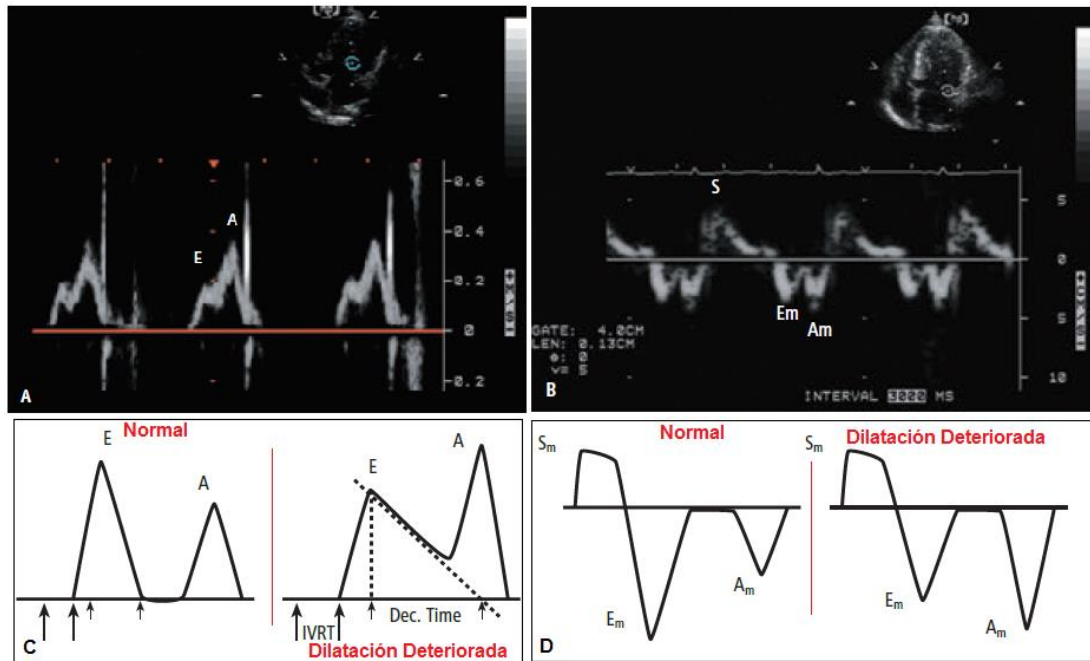 0.6
A
0.4
E
0.2
0
0.2
A
S
5
Em
Am
5
GATE: 4.0CM
LEN: 0.13CM
Φ: 0
V= 5
10
INTERVAL 3000 MS
B
Normal
E
A
E
A
IVRT
Dec. Time
C
Dilatación Deteriorada
Normal
Dilatación Deteriorada
Sm
Sm
Em
Am
Em
Am
D